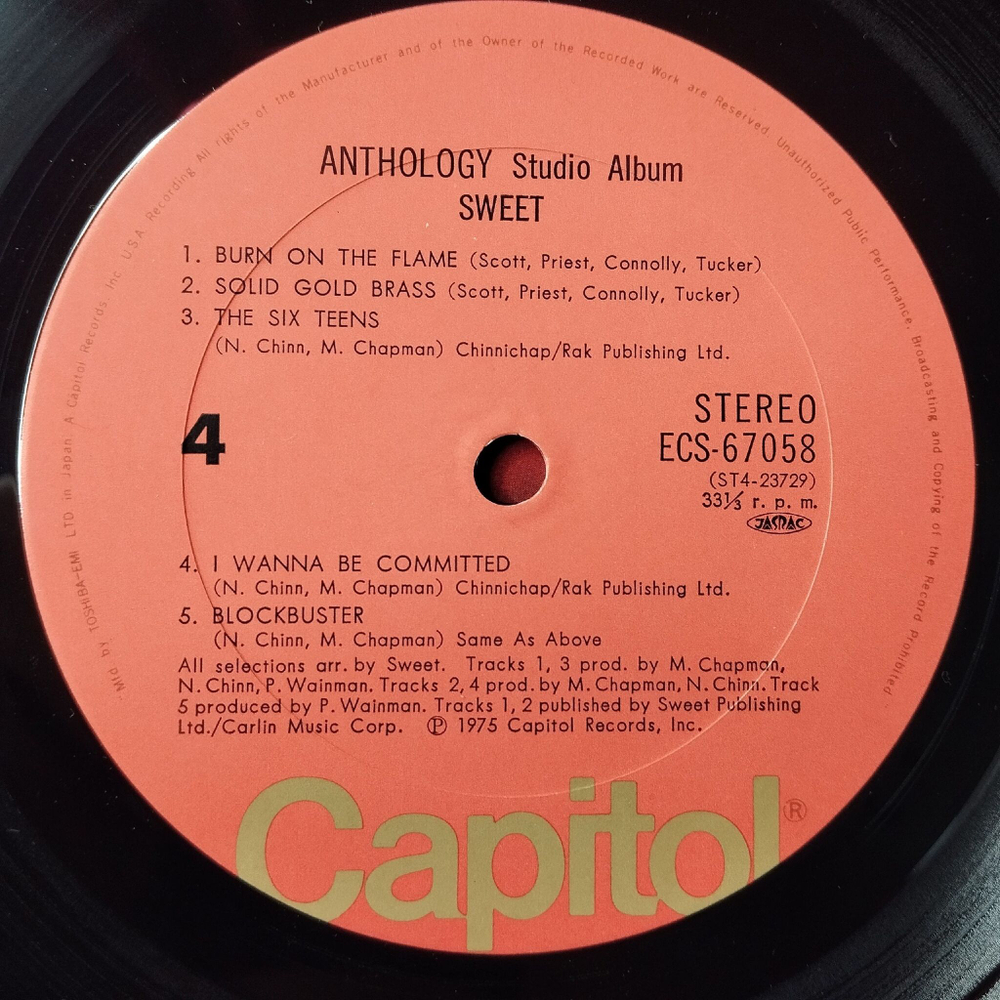 "Mfd by TOSHIBA-EMI LTD in Japan. A Capitol Records, Inc. U.S.A Recording All rights of the Manufacturer and of the Owner of the Recorded Work are Reserved. Unauthorized Public Performance. Broadcasting and Copying of the Record Prohibited"
ANTHOLOGY Studio Album
SWEET
1. BURN ON THE FLAME (Scott, Priest, Connolly, Tucker)
2. SOLID GOLD BRASS (Scott, Priest, Connolly, Tucker)
3. THE SIX TEENS
(N. Chinn, M. Chapman) Chinnichap/Rak Publishing Ltd.
4
STEREO
ECS-67058
(ST4-23729)
33⅓ r. p. m.
JASRAC
4. I WANNA BE COMMITTED
(N. Chinn, M. Chapman) Chinnichap/Rak Publishing Ltd.
5. BLOCKBUSTER
(N. Chinn, M. Chapman) Same As Above
All selections arr. by Sweet. Tracks 1, 3 prod. by M. Chapman,
N. Chinn, P. Wainman. Tracks 2, 4 prod. by M. Chapman, N. Chinn. Track
5 produced by P. Wainman. Tracks 1, 2 published by Sweet Publishing
Ltd./Carlin Music Corp. ℗ 1975 Capitol Records, Inc.
Capitol®